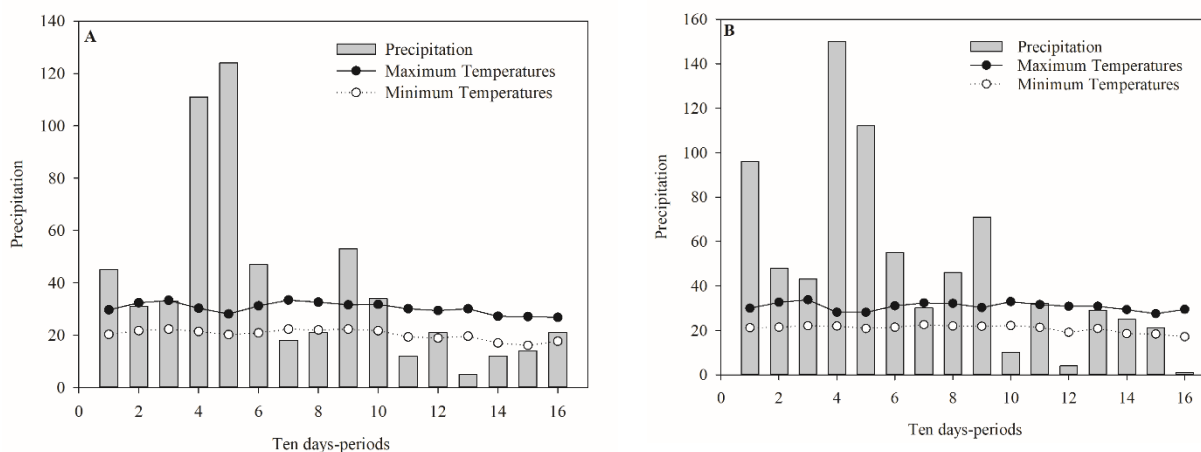 A
Precipitation
Maximum Temperatures
Minimum Temperatures
Precipitation
140
120
100
80
60
40
20
0
0 2 4 6 8 10 12 14 16
Ten days-periods
B
Precipitation
Maximum Temperatures
Minimum Temperatures
Precipitation
160
140
120
100
80
60
40
20
0
0 2 4 6 8 10 12 14 16
Ten days-periods